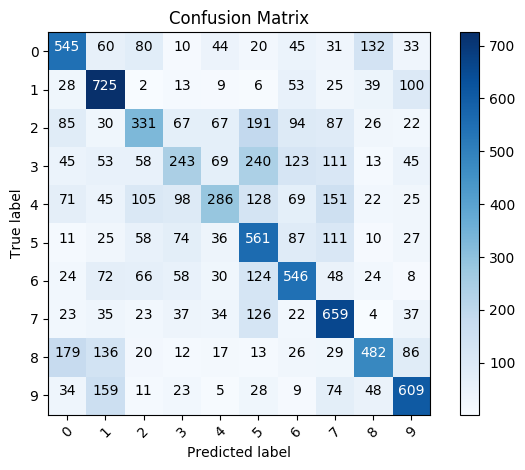 Confusion Matrix
0 545 60 80 10 44 20 45 31 132 33
1 28 725 2 13 9 6 53 25 39 100
2 85 30 331 67 67 191 94 87 26 22
3 45 53 58 243 69 240 123 111 13 45
4 71 45 105 98 286 128 69 151 22 25
5 11 25 58 74 36 561 87 111 10 27
6 24 72 66 58 30 124 546 48 24 8
7 23 35 23 37 34 126 22 659 4 37
8 179 136 20 12 17 13 26 29 482 86
9 34 159 11 23 5 28 9 74 48 609
0 1 2 3 4 5 6 7 8 9
Predicted label
True label
700
600
500
400
300
200
100